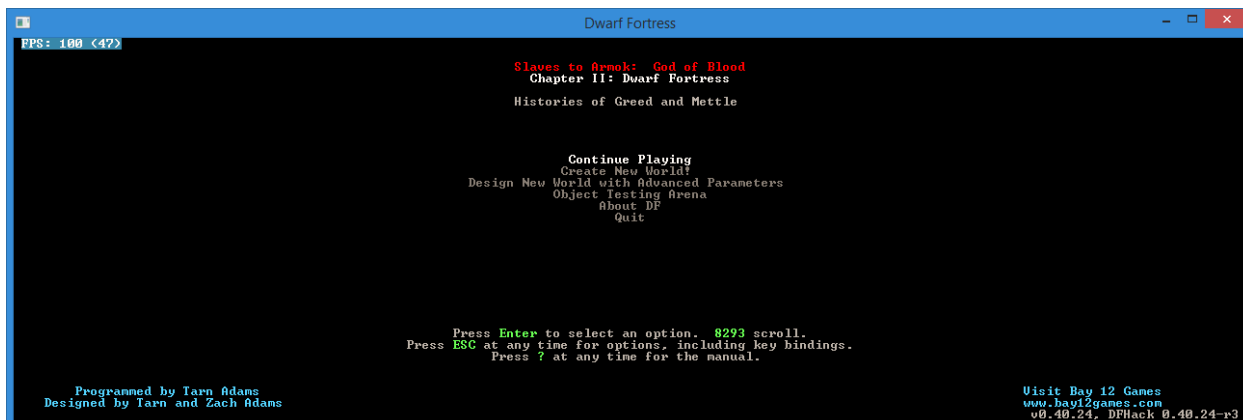 Dwarf Fortress
FPS: 100 (47)
Slaves to Armok: God of Blood
Chapter II: Dwarf Fortress
Histories of Greed and Mettle
Continue Playing
Create New World!
Design New World with Advanced Parameters
Object Testing Arena
About DF
Quit
Press Enter to select an option. 8293 scroll.
Press ESC at any time for options, including key bindings.
Press ? at any time for the manual.
Programmed by Tarn Adams
Designed by Tarn and Zach Adams
Visit Bay 12 Games
www.bay12games.com
v0.40.24, DFHack 0.40.24-r3